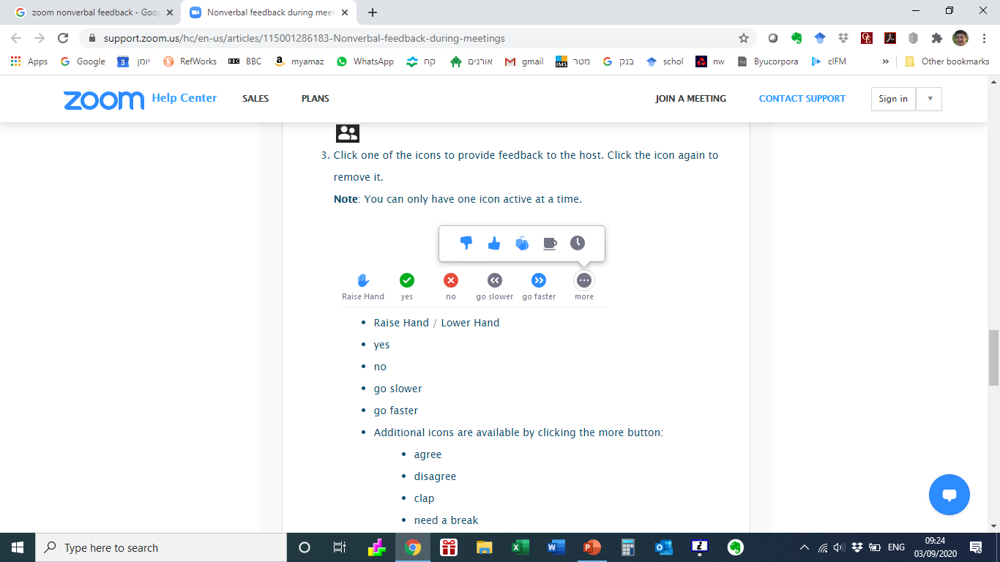 zoom nonverbal feedback - Goo
Nonverbal feedback during meet
support.zoom.us/hc/en-us/articles/115001286183-Nonverbal-feedback-during-meetings
Apps Google 3 יומן RefWorks BBC BBC myamaz WhatsApp קח אורנים gmail IMS מטר בנק schol nw Byucorpora clFM » Other bookmarks
zoom Help Center SALES PLANS JOIN A MEETING CONTACT SUPPORT Sign in
3. Click one of the icons to provide feedback to the host. Click the icon again to
remove it.
Note: You can only have one icon active at a time.
Raise Hand yes no go slower go faster more
• Raise Hand / Lower Hand
• yes
• no
• go slower
• go faster
• Additional icons are available by clicking the more button:
• agree
• disagree
• clap
• need a break
Type here to search
ENG
09:24
03/09/2020